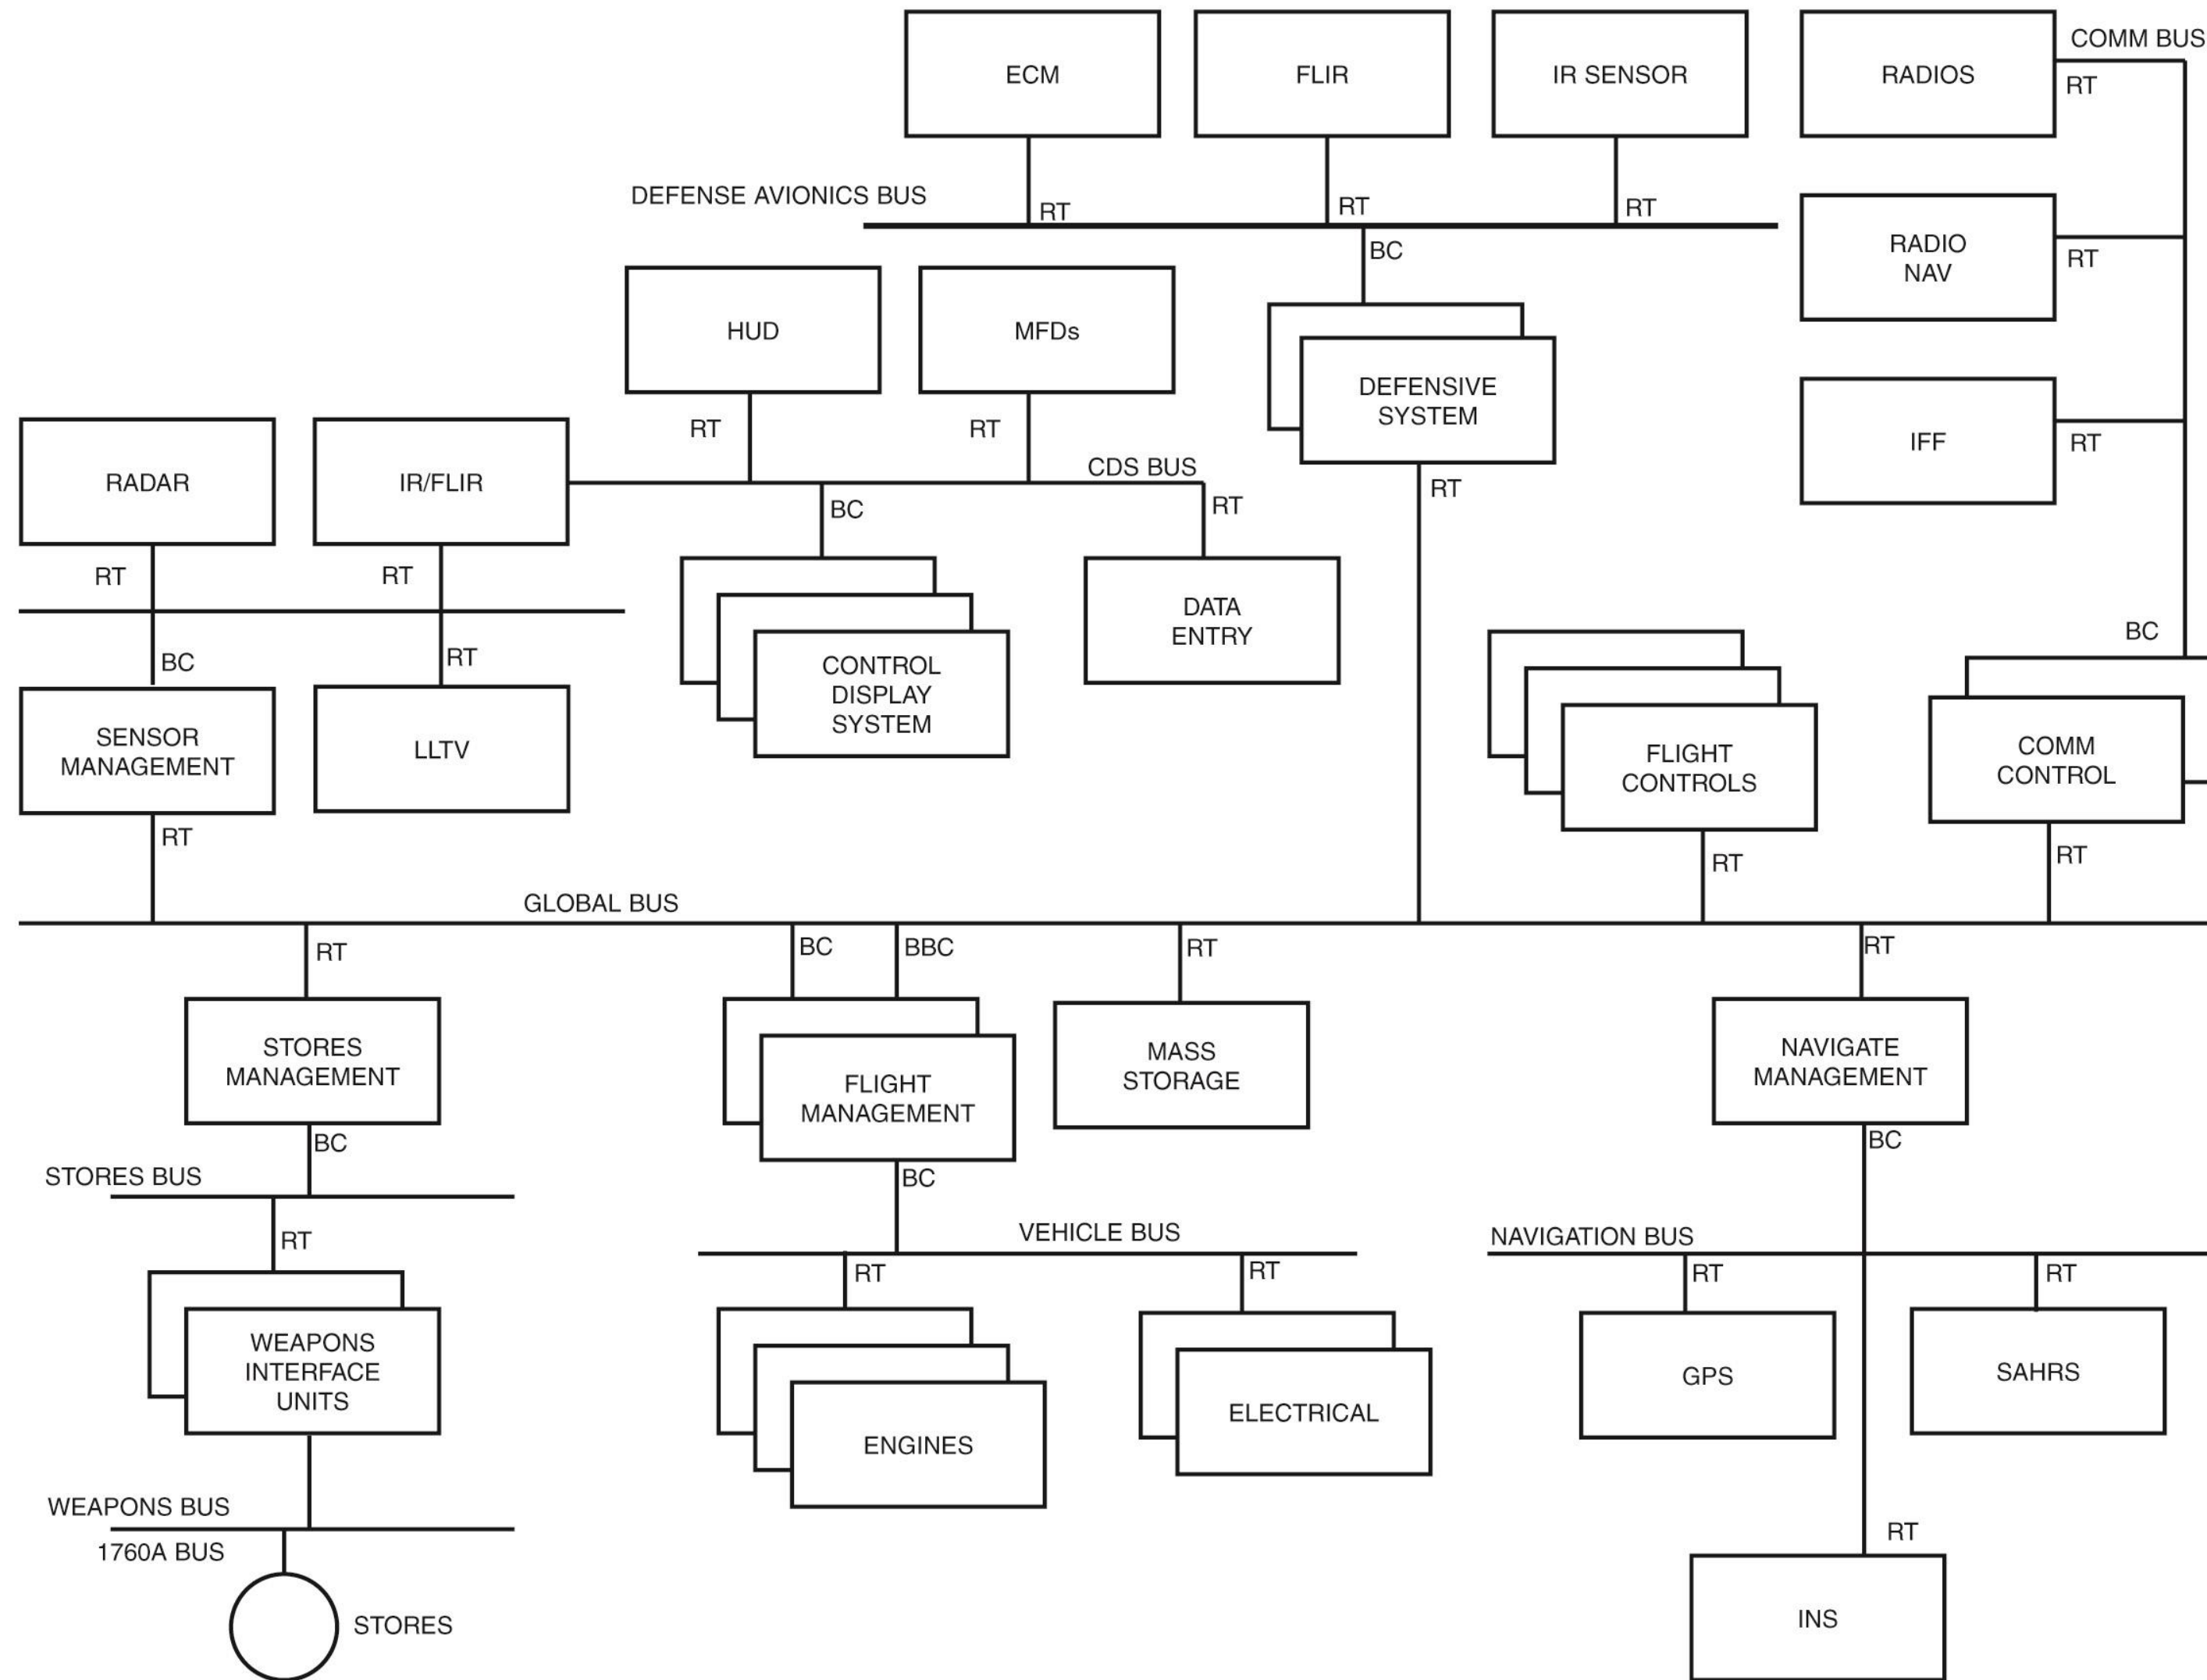 ECM
FLIR
IR SENSOR
RADIOS
COMM BUS
RT
DEFENSE AVIONICS BUS
RT
RT
RT
BC
RADIO
NAV
RT
HUD
MFDs
DEFENSIVE
SYSTEM
RT
RT
IFF
RT
RADAR
IR/FLIR
CDS BUS
BC
RT
RT
RT
RT
DATA
ENTRY
BC
BC
RT
CONTROL
DISPLAY
SYSTEM
SENSOR
MANAGEMENT
LLTV
FLIGHT
CONTROLS
COMM
CONTROL
RT
RT
RT
GLOBAL BUS
RT
BC
BBC
RT
RT
STORES
MANAGEMENT
FLIGHT
MANAGEMENT
MASS
STORAGE
NAVIGATE
MANAGEMENT
BC
BC
BC
STORES BUS
RT
VEHICLE BUS
NAVIGATION BUS
RT
RT
RT
RT
WEAPONS
INTERFACE
UNITS
ENGINES
ELECTRICAL
GPS
SAHRS
WEAPONS BUS
1760A BUS
RT
STORES
INS